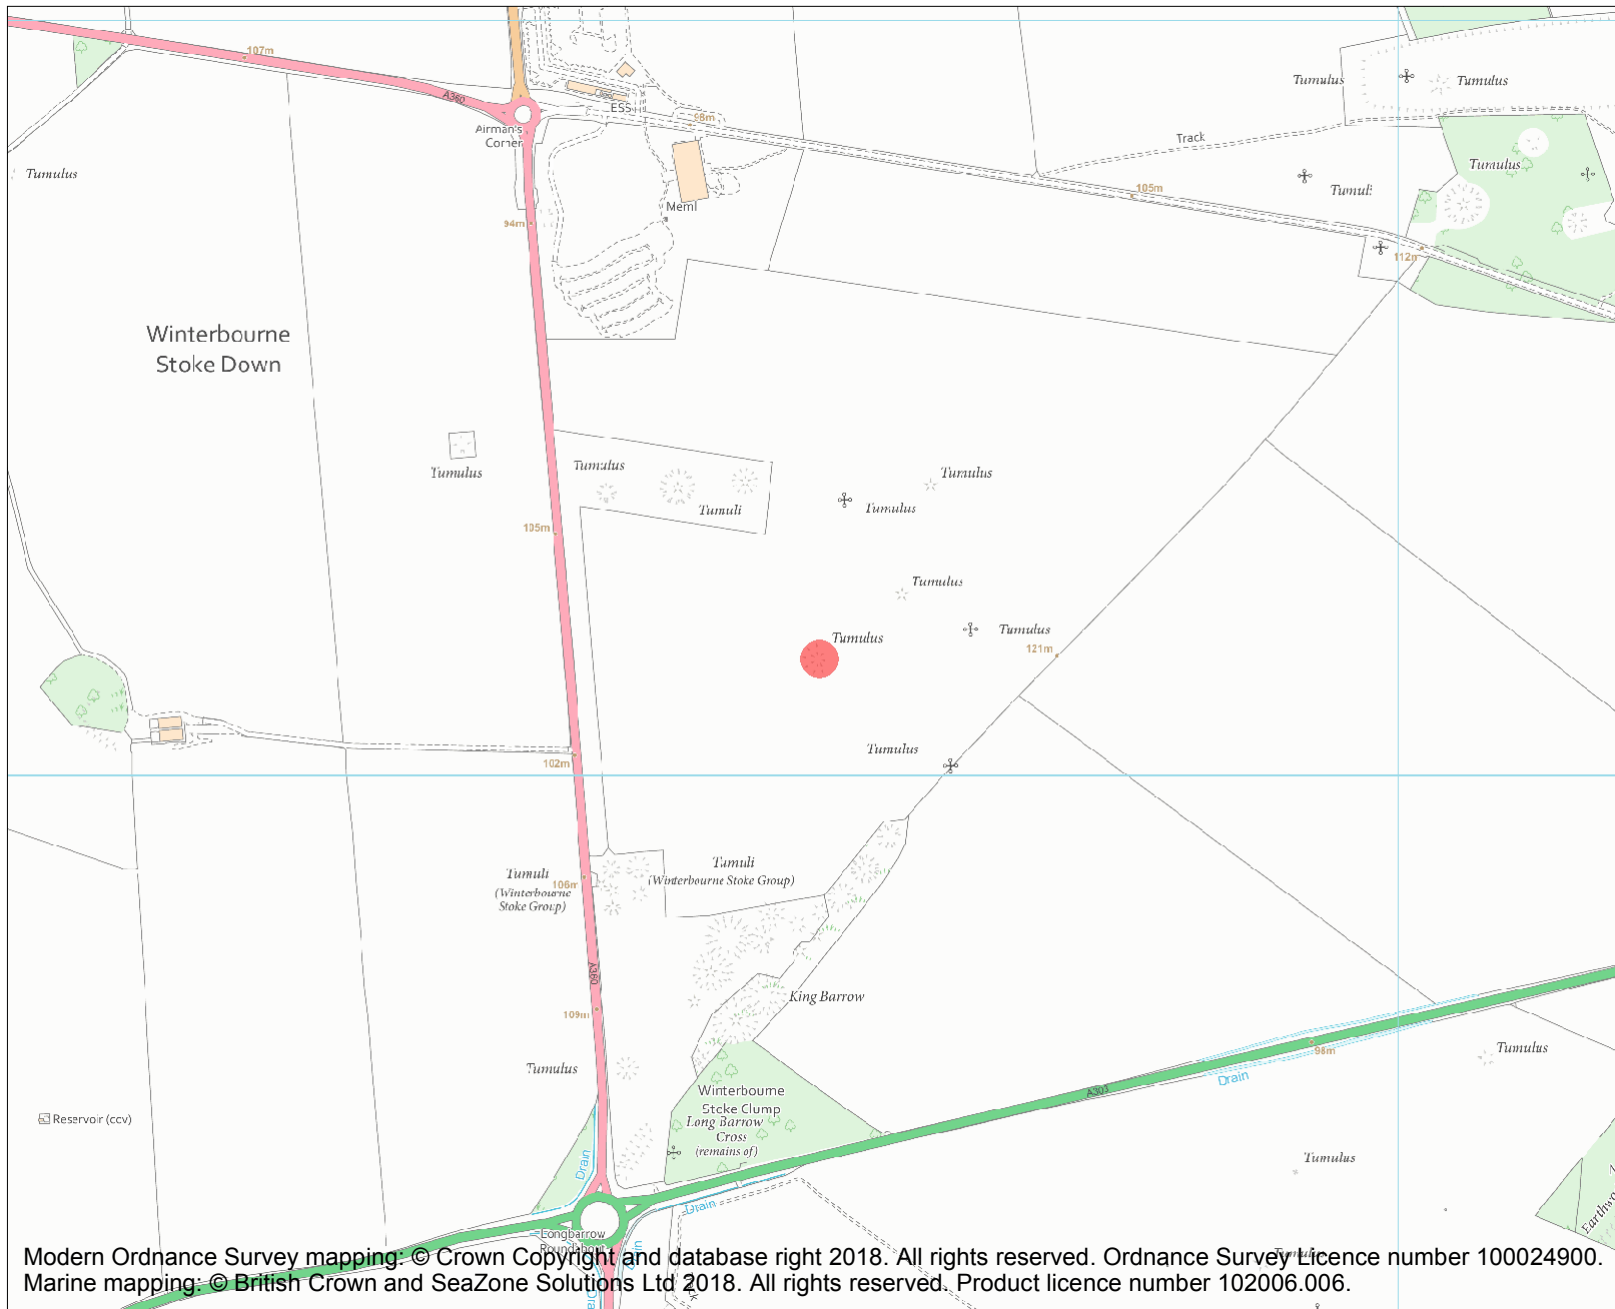 107m
A360
Airman's
Corner
ESS
98m
Meml
94m
Track
105m
112m
Tumulus
Tumulus
Tumulus
Tumuli
Tumulus
Winterbourne
Stoke Down
Tumulus
Tumulus
Tumuli
Tumulus
Tumulus
105m
Tumulus
Tumulus
Tumulus
121m
Tumulus
102m
Tumuli
(Winterbourne
Stoke Group)
106m
Tumuli
(Winterbourne Stoke Group)
A360
King Barrow
109m
Tumulus
Winterbourne
Stoke Clump
Long Barrow
Cross
(remains of)
Reservoir (cov)
Drain
Drain
Drain
Drain
A303
98m
Tumulus
Tumulus
Tumulus
Longbarrow
Roundabout
Modern Ordnance Survey mapping: © Crown Copyright and database right 2018. All rights reserved. Ordnance Survey Licence number 100024900.
Marine mapping: © British Crown and SeaZone Solutions Ltd 2018. All rights reserved. Product licence number 102006.006.